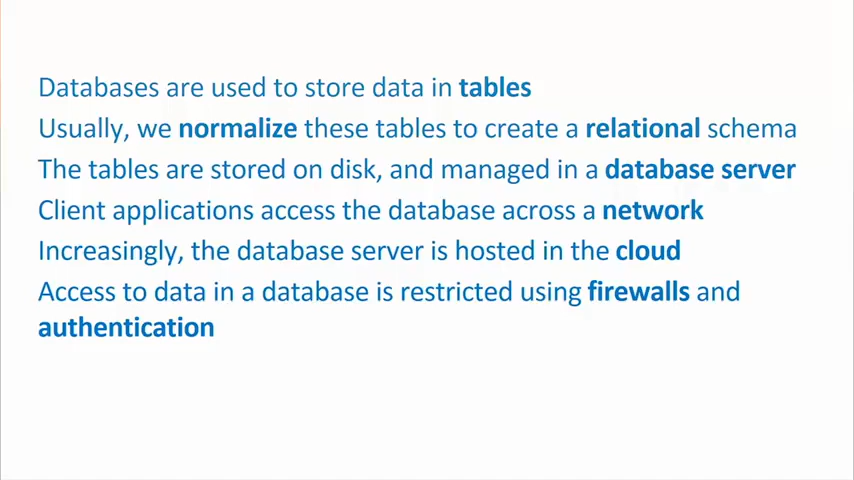 Databases are used to store data in tables
Usually, we normalize these tables to create a relational schema
The tables are stored on disk, and managed in a database server
Client applications access the database across a network
Increasingly, the database server is hosted in the cloud
Access to data in a database is restricted using firewalls and
authentication